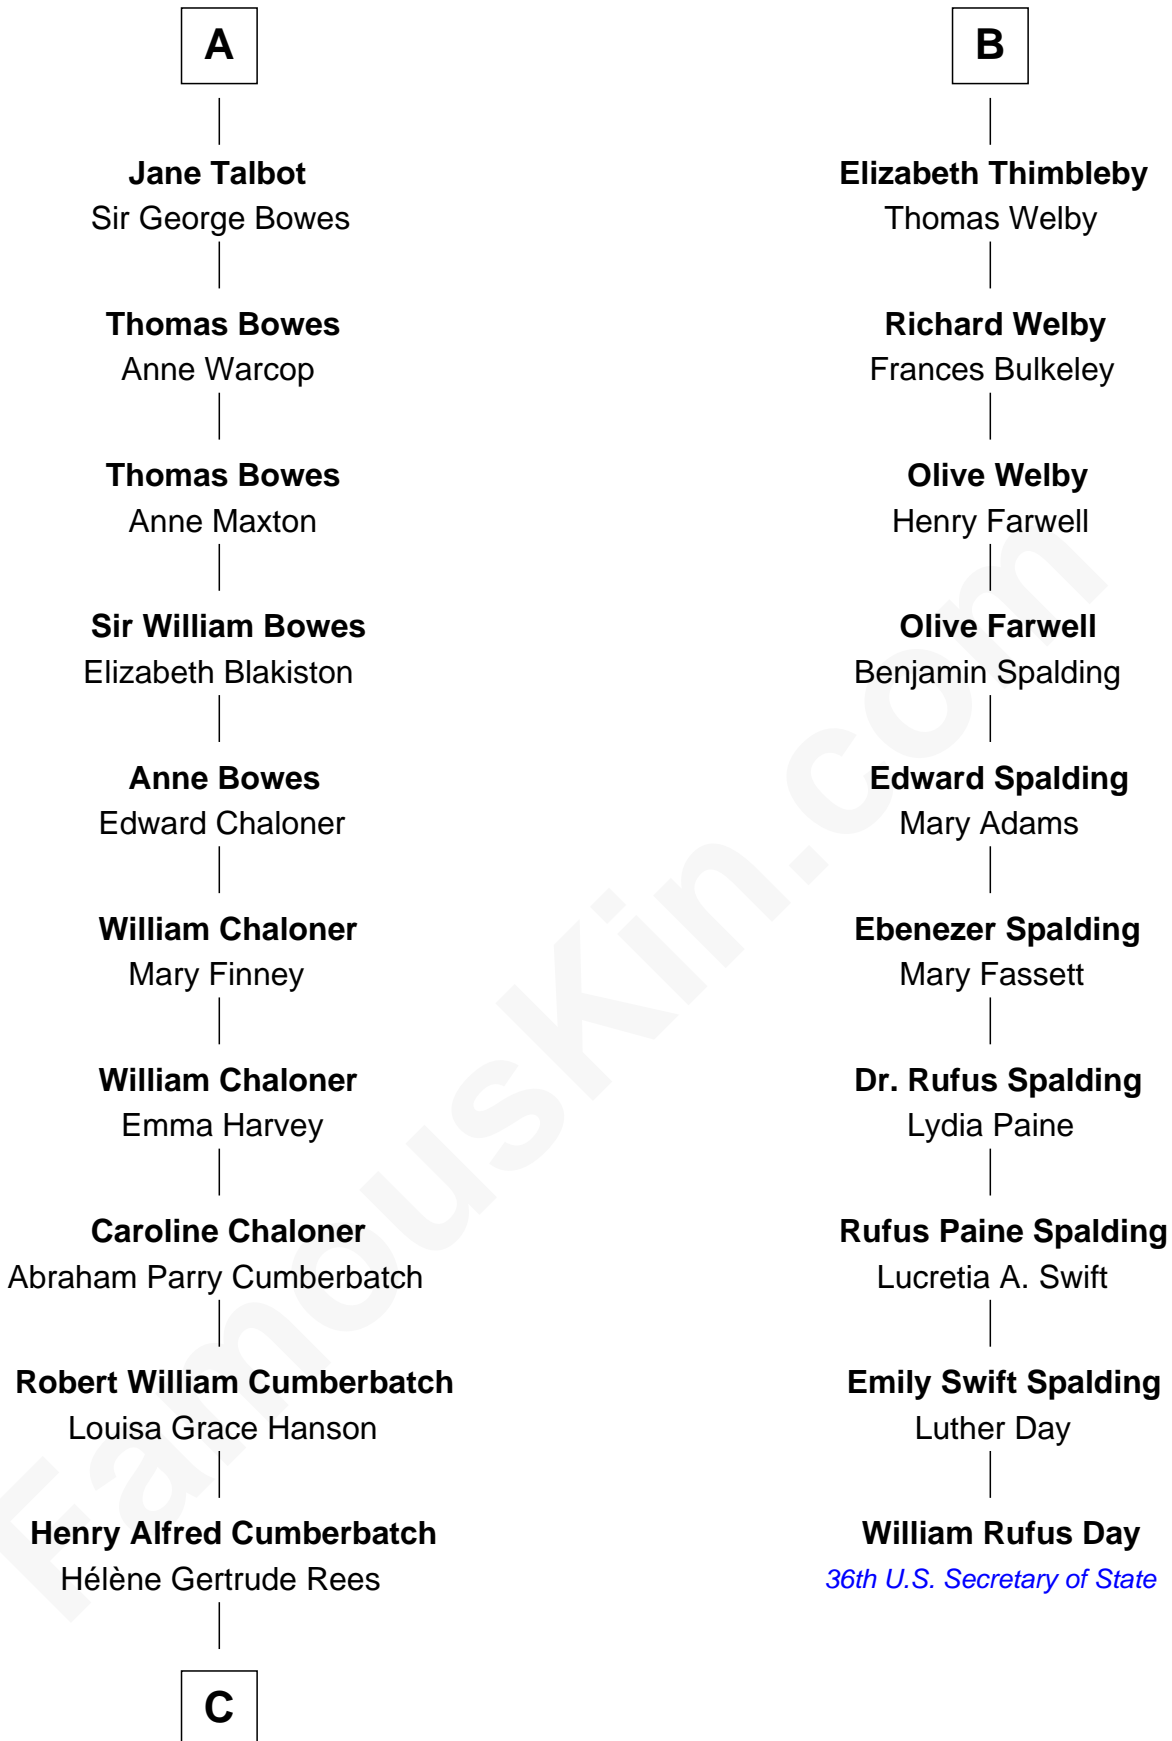 A
Jane Talbot
Sir George Bowes
Thomas Bowes
Anne Warcop
Thomas Bowes
Anne Maxton
Sir William Bowes
Elizabeth Blakiston
Anne Bowes
Edward Chaloner
William Chaloner
Mary Finney
William Chaloner
Emma Harvey
Caroline Chaloner
Abraham Parry Cumberbatch
Robert William Cumberbatch
Louisa Grace Hanson
Henry Alfred Cumberbatch
Hélène Gertrude Rees
C
B
Elizabeth Thimbleby
Thomas Welby
Richard Welby
Frances Bulkeley
Olive Welby
Henry Farwell
Olive Farwell
Benjamin Spalding
Edward Spalding
Mary Adams
Ebenezer Spalding
Mary Fassett
Dr. Rufus Spalding
Lydia Paine
Rufus Paine Spalding
Lucretia A. Swift
Emily Swift Spalding
Luther Day
William Rufus Day
36th U.S. Secretary of State
FamousKin.com